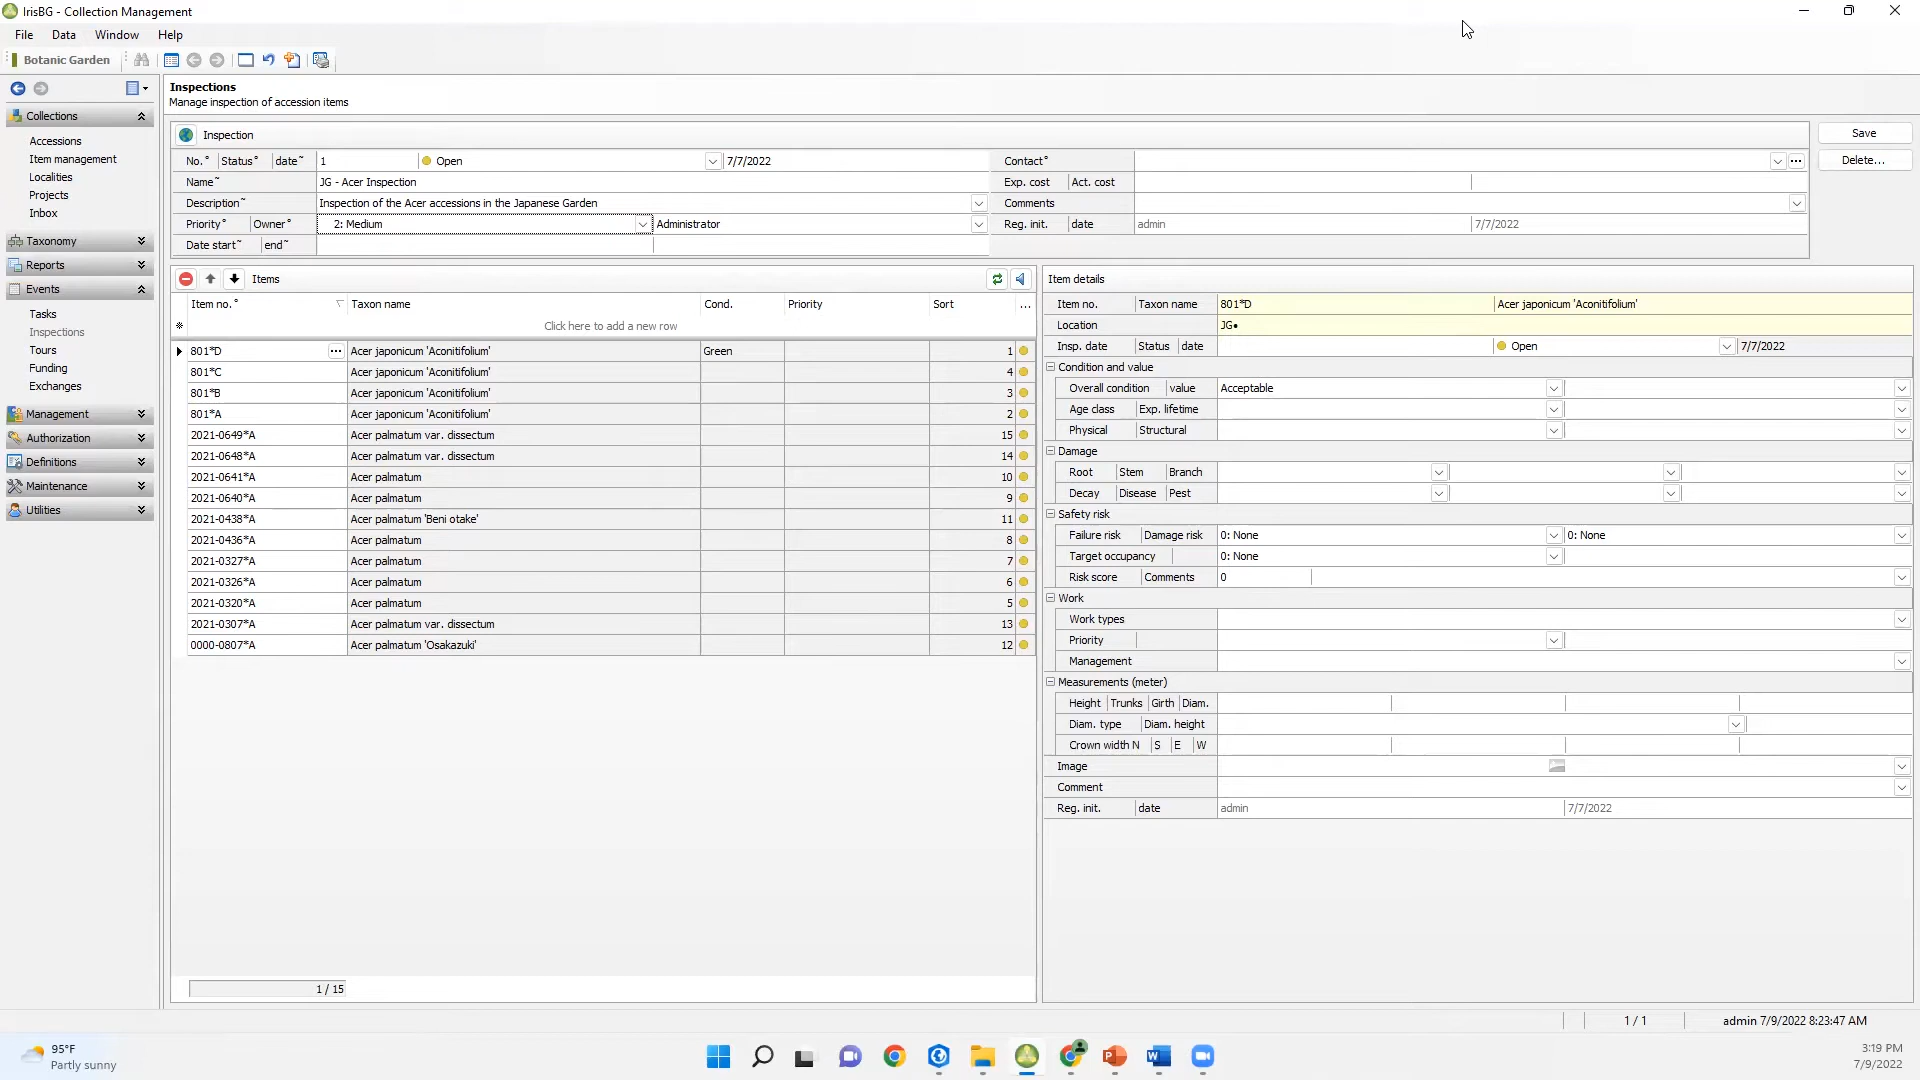 IrisBG - Collection Management
File Data Window Help
Botanic Garden
Collections
Accessions
Item management
Localities
Projects
Inbox
Taxonomy
Reports
Events
Tasks
Inspections
Tours
Funding
Exchanges
Management
Authorization
Definitions
Maintenance
Utilities
Inspections
Manage inspection of accession items
Save
Delete...
Inspection
No.° Status° date~ 1 Open 7/7/2022 Contact°
Name~ JG - Acer Inspection Exp. cost Act. cost
Description~ Inspection of the Acer accessions in the Japanese Garden Comments
Priority° Owner° 2: Medium Administrator Reg. init. date admin 7/7/2022
Date start~ end~
Items
Item no.° Taxon name Cond. Priority Sort ...
Click here to add a new row
801*D ... Acer japonicum 'Aconitifolium' Green 1
801*C Acer japonicum 'Aconitifolium' 4
801*B Acer japonicum 'Aconitifolium' 3
801*A Acer japonicum 'Aconitifolium' 2
2021-0649*A Acer palmatum var. dissectum 15
2021-0648*A Acer palmatum var. dissectum 14
2021-0641*A Acer palmatum 10
2021-0640*A Acer palmatum 9
2021-0438*A Acer palmatum 'Beni otake' 11
2021-0436*A Acer palmatum 8
2021-0327*A Acer palmatum 7
2021-0326*A Acer palmatum 6
2021-0320*A Acer palmatum 5
2021-0307*A Acer palmatum var. dissectum 13
0000-0807*A Acer palmatum 'Osakazuki' 12
1 / 15
Item details
Item no. Taxon name 801*D Acer japonicum 'Aconitifolium'
Location JG•
Insp. date Status date Open 7/7/2022
Condition and value
Overall condition value Acceptable
Age class Exp. lifetime
Physical Structural
Damage
Root Stem Branch
Decay Disease Pest
Safety risk
Failure risk Damage risk 0: None 0: None
Target occupancy 0: None
Risk score Comments 0
Work
Work types
Priority
Management
Measurements (meter)
Height Trunks Girth Diam.
Diam. type Diam. height
Crown width N S E W
Image
Comment
Reg. init. date admin 7/7/2022
1 / 1 admin 7/9/2022 8:23:47 AM
95°F
Partly sunny
3:19 PM
7/9/2022